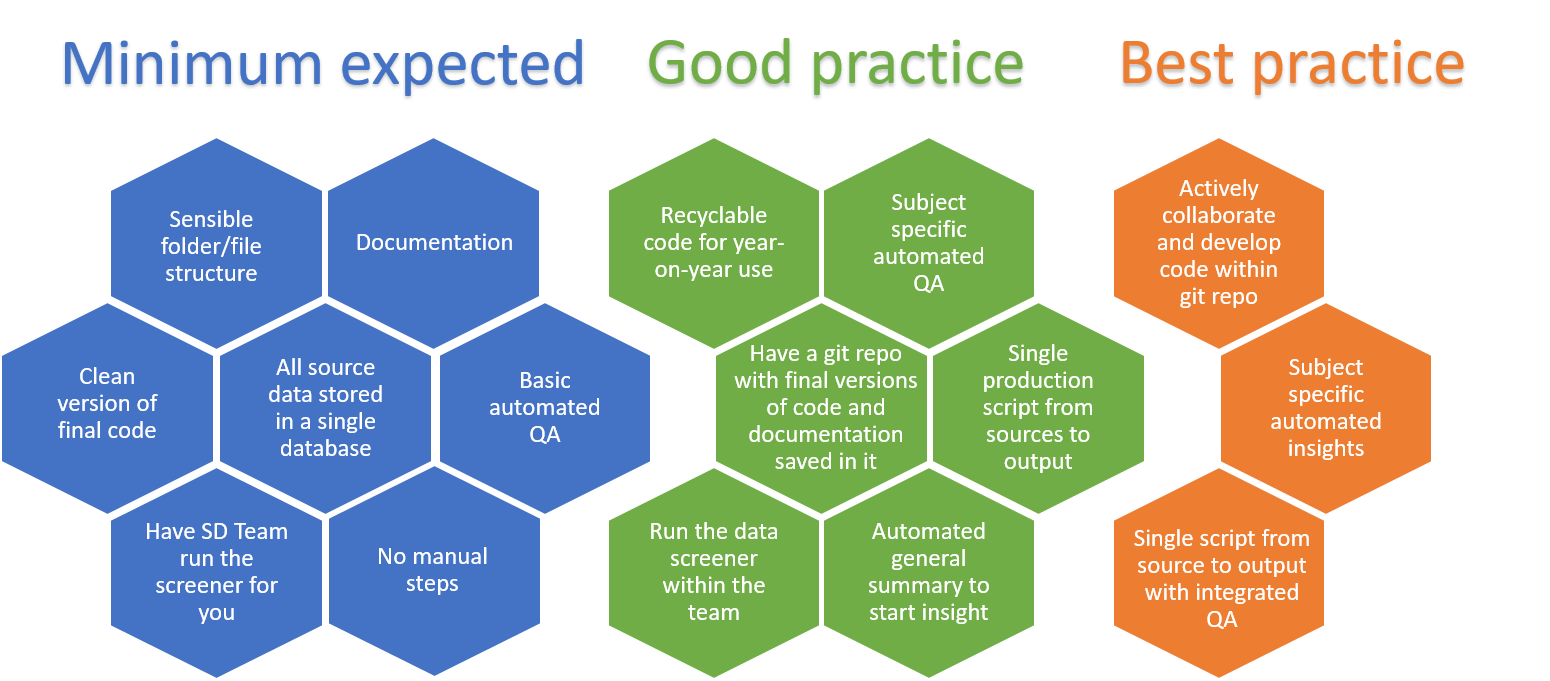 Minimum expected
Good practice
Best practice
Sensible
folder/file
structure
Documentation
Clean
version of
final code
All source
data stored
in a single
database
Basic
automated
QA
Have SD Team
run the
screener for
you
No manual
steps
Recyclable
code for year-
on-year use
Subject
specific
automated
QA
Have a git repo
with final versions
of code and
documentation
saved in it
Single
production
script from
sources to
output
Run the data
screener
within the
team
Automated
general
summary to
start insight
Actively
collaborate
and develop
code within
git repo
Subject
specific
automated
insights
Single script from
source to output
with integrated
QA